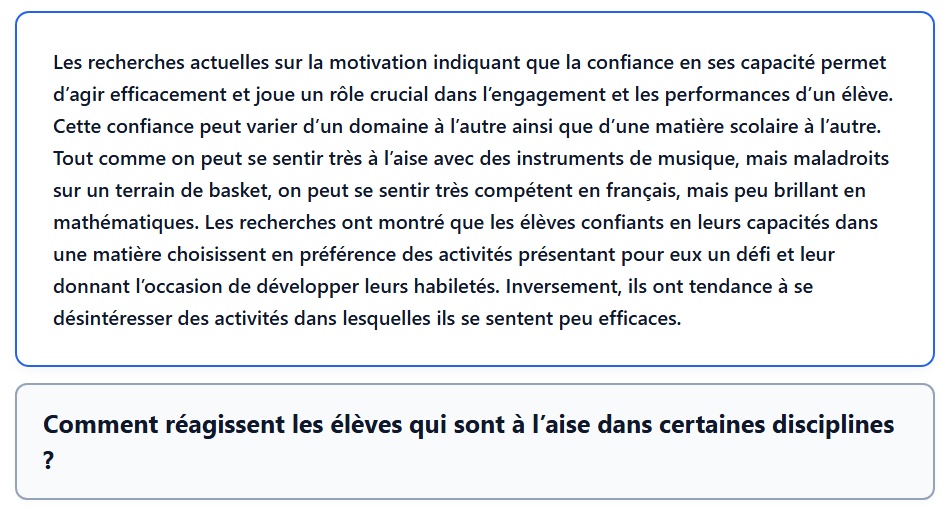 Les recherches actuelles sur la motivation indiquant que la confiance en ses capacité permet
d’agir efficacement et joue un rôle crucial dans l’engagement et les performances d’un élève.
Cette confiance peut varier d’un domaine à l’autre ainsi que d’une matière scolaire à l’autre.
Tout comme on peut se sentir très à l’aise avec des instruments de musique, mais maladroits
sur un terrain de basket, on peut se sentir très compétent en français, mais peu brillant en
mathématiques. Les recherches ont montré que les élèves confiants en leurs capacités dans
une matière choisissent en préférence des activités présentant pour eux un défi et leur
donnant l’occasion de développer leurs habiletés. Inversement, ils ont tendance à se
désintéresser des activités dans lesquelles ils se sentent peu efficaces.
Comment réagissent les élèves qui sont à l’aise dans certaines disciplines
?